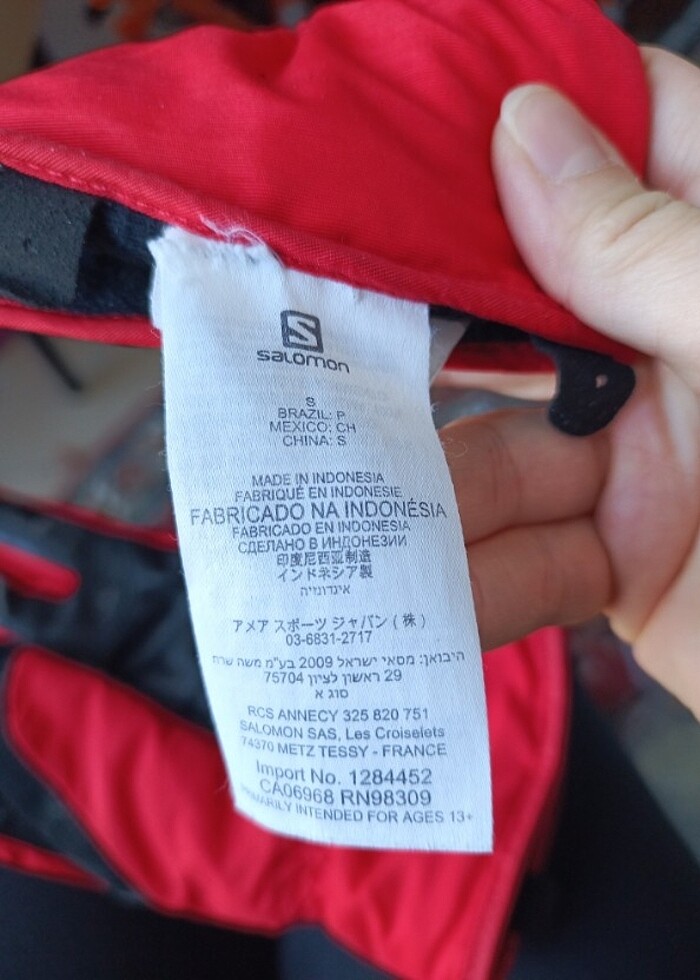 S
salomon
S
BRAZIL: P
MEXICO: CH
CHINA: S
MADE IN INDONESIA
FABRIQUÉ EN INDONESIE
FABRICADO NA INDONÉSIA
FABRICADO EN INDONESIA
СДЕЛАНО В ИНДОНЕЗИИ
印度尼西亚制造
インドネシア製
אינדונזיה
アメア スポーツ ジャパン ( 株 )
03-6831-2717
היבואן: מסאי ישראל 2009 בע"מ משה שרת
29 ראשון לציון 75704
סוג א
RCS ANNECY 325 820 751
SALOMON SAS, Les Croiselets
74370 METZ TESSY - FRANCE
Import No. 1284452
CA06968 RN98309
PRIMARILY INTENDED FOR AGES 13+